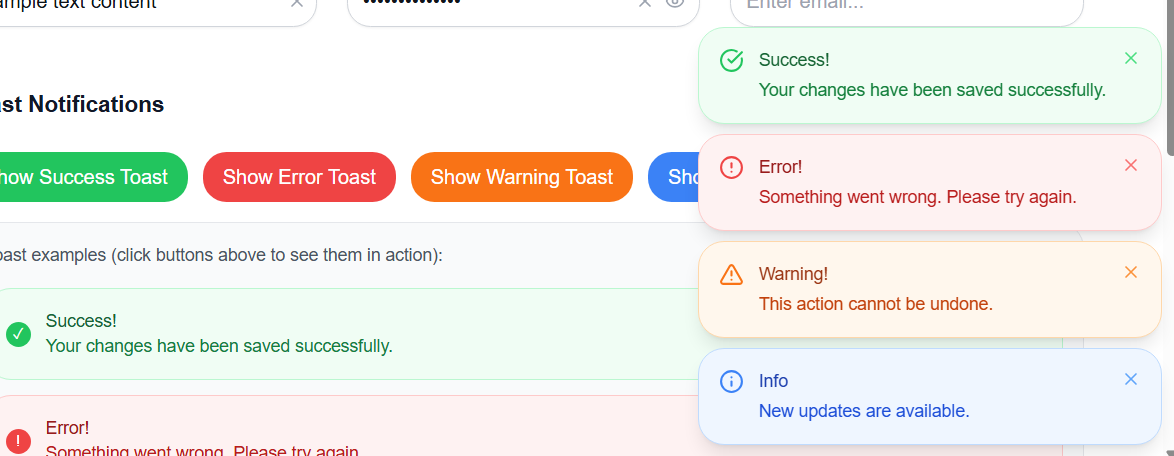 mple text content
Enter email...
st Notifications
how Success Toast
Show Error Toast
Show Warning Toast
Sho
oast examples (click buttons above to see them in action):
Success!
Your changes have been saved successfully.
Error!
Something went wrong. Please try again.
Success!
Your changes have been saved successfully.
Error!
Something went wrong. Please try again.
Warning!
This action cannot be undone.
Info
New updates are available.